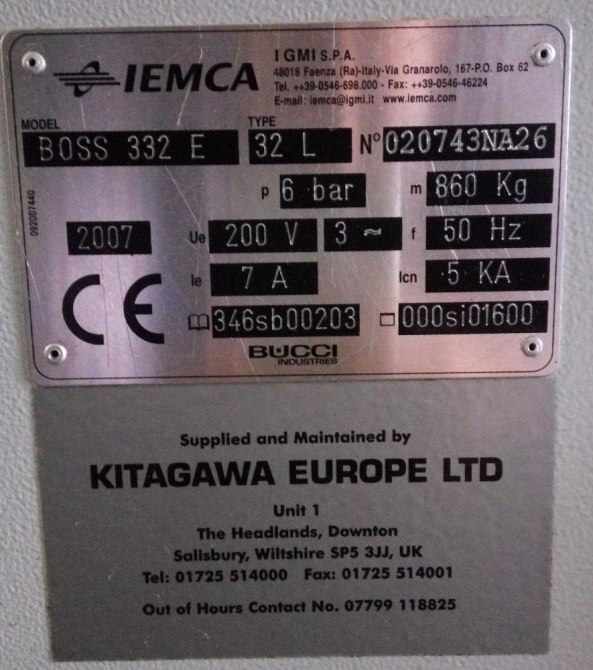 IEMCA
I GMI S.P.A.
48018 Faenza (Ra)-Italy-Via Granarolo, 167-P.O. Box 62
Tel. ++39-0546-698.000 - Fax: ++39-0546-46224
E-mail: iemca@igmi.it www.iemca.com
MODEL TYPE
BOSS 332 E 32 L N° 020743NA26
p 6 bar m 860 Kg
092007440
2007 Ue 200 V 3 ~ f 50 Hz
CE Ie 7 A Icn 5 KA
346sb00203 000si01600
BUCCI
INDUSTRIES
Supplied and Maintained by
KITAGAWA EUROPE LTD
Unit 1
The Headlands, Downton
Salisbury, Wiltshire SP5 3JJ, UK
Tel: 01725 514000 Fax: 01725 514001
Out of Hours Contact No. 07799 118825